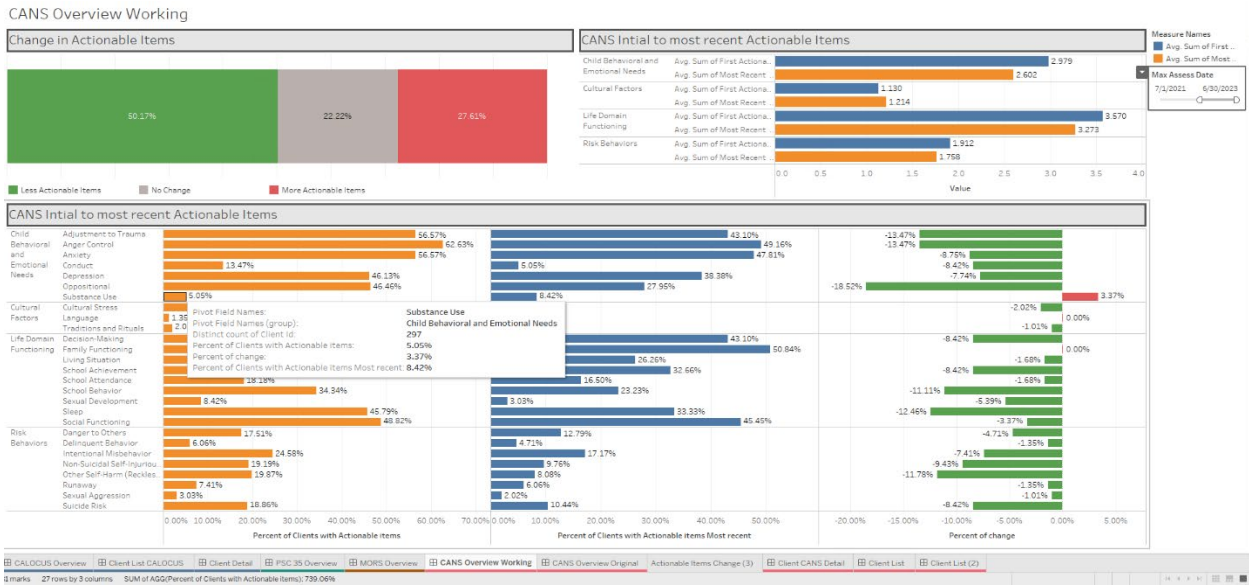 CANS Overview Working
Change in Actionable Items
50.17%
22.22%
27.61%
Less Actionable Items
No Change
More Actionable Items
CANS Intial to most recent Actionable Items
Child Behavioral and Emotional Needs
Avg. Sum of First Actiona..
2.979
Avg. Sum of Most Recent ..
2.602
Cultural Factors
Avg. Sum of First Actiona..
1.130
Avg. Sum of Most Recent ..
1.214
Life Domain Functioning
Avg. Sum of First Actiona..
3.570
Avg. Sum of Most Recent ..
3.273
Risk Behaviors
Avg. Sum of First Actiona..
1.912
Avg. Sum of Most Recent ..
1.758
0.0 0.5 1.0 1.5 2.0 2.5 3.0 3.5 4.0
Value
Measure Names
Avg. Sum of First ..
Avg. Sum of Most..
Max Assess Date
7/1/2021 6/30/2023
CANS Intial to most recent Actionable Items
Child Behavioral and Emotional Needs
Adjustment to Trauma 56.57% 43.10% -13.47%
Anger Control 62.63% 49.16% -13.47%
Anxiety 56.57% 47.81% -8.75%
Conduct 13.47% 5.05% -8.42%
Depression 46.13% 38.38% -7.74%
Oppositional 46.46% 27.95% -18.52%
Substance Use 5.05% 8.42% 3.37%
Cultural Factors
Cultural Stress -2.02%
Language 1.35 0.00%
Traditions and Rituals 2.0 -1.01%
Life Domain Functioning
Decision-Making 43.10% -8.42%
Family Functioning 50.84% 0.00%
Living Situation 26.26% -1.68%
School Achievement 32.66% -8.42%
School Attendance 18.18% 16.50% -1.68%
School Behavior 34.34% 23.23% -11.11%
Sexual Development 8.42% 3.03% -5.39%
Sleep 45.79% 33.33% -12.46%
Social Functioning 48.82% 45.45% -3.37%
Risk Behaviors
Danger to Others 17.51% 12.79% -4.71%
Delinquent Behavior 6.06% 4.71% -1.35%
Intentional Misbehavior 24.58% 17.17% -7.41%
Non-Suicidal Self-Injuriou.. 19.19% 9.76% -9.43%
Other Self-Harm (Reckles.. 19.87% 8.08% -11.78%
Runaway 7.41% 6.06% -1.35%
Sexual Aggression 3.03% 2.02% -1.01%
Suicide Risk 18.86% 10.44% -8.42%
Pivot Field Names: Substance Use
Pivot Field Names (group): Child Behavioral and Emotional Needs
Distinct count of Client Id: 297
Percent of Clients with Actionable items: 5.05%
Percent of change: 3.37%
Percent of Clients with Actionable items Most recent: 8.42%
0.00% 10.00% 20.00% 30.00% 40.00% 50.00% 60.00% 70.00%
Percent of Clients with Actionable items
0.00% 10.00% 20.00% 30.00% 40.00% 50.00%
Percent of Clients with Actionable items Most recent
-20.00% -15.00% -10.00% -5.00% 0.00% 5.00%
Percent of change
CALOCUS Overview
Client List CALOCUS
Client Detail
PSC 35 Overview
MORS Overview
CANS Overview Working
CANS Overview Original
Actionable Items Change (3)
Client CANS Detail
Client List
Client List (2)
marks 27 rows by 3 columns SUM of AGG(Percent of Clients with Actionable items): 739.06%